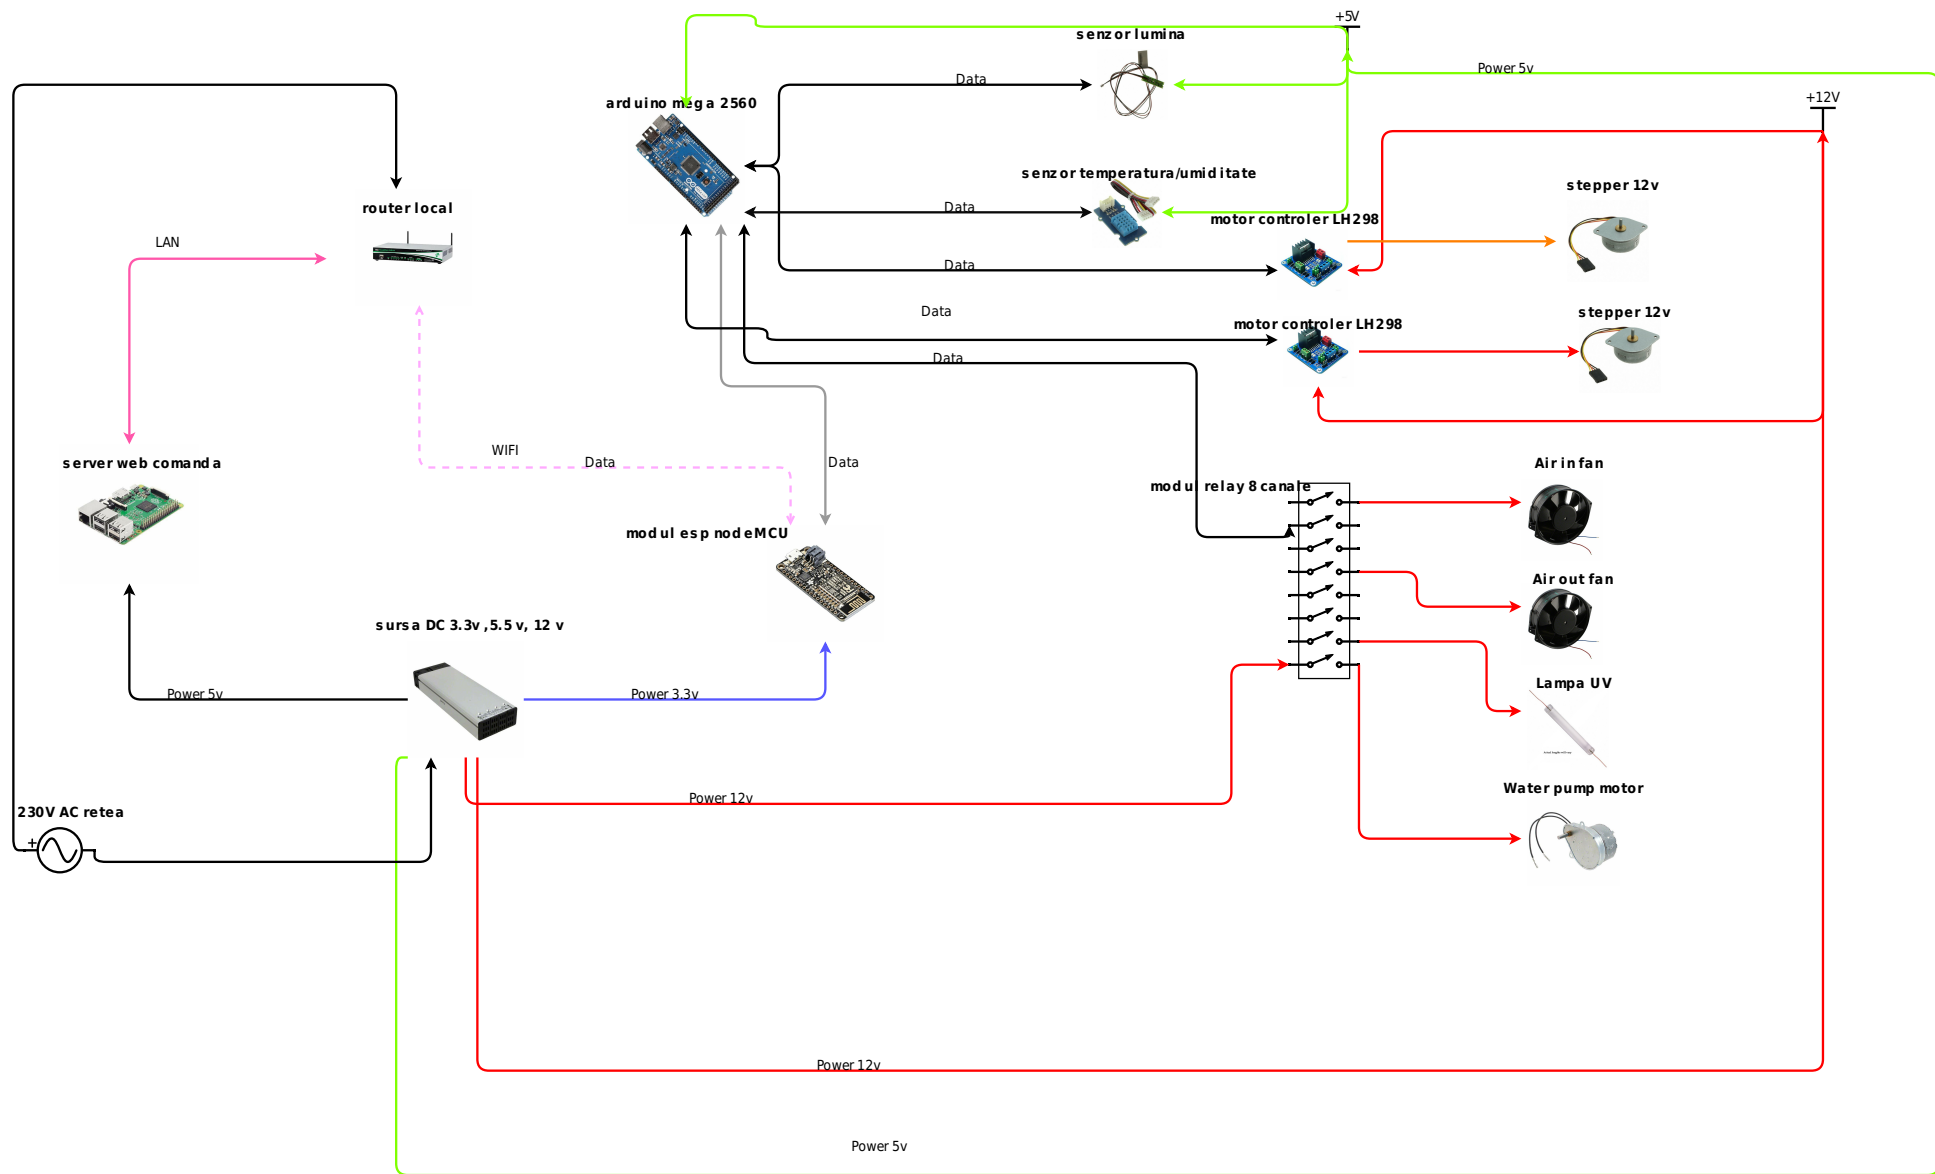 +5V
senzor lumina
Power 5v
Data
+12V
arduino mega 2560
senzor temperatura/umiditate
stepper 12v
router local
Data
motor controler LH298
LAN
Data
Data
stepper 12v
motor controler LH298
Data
WIFI
Data
Data
server web comanda
Air in fan
modul relay 8 canale
modul esp nodeMCU
Air out fan
sursa DC 3.3v ,5.5 v, 12 v
Power 5v
Power 3.3v
Lampa UV
Power 12v
Water pump motor
230V AC retea
+
Power 12v
Power 5v